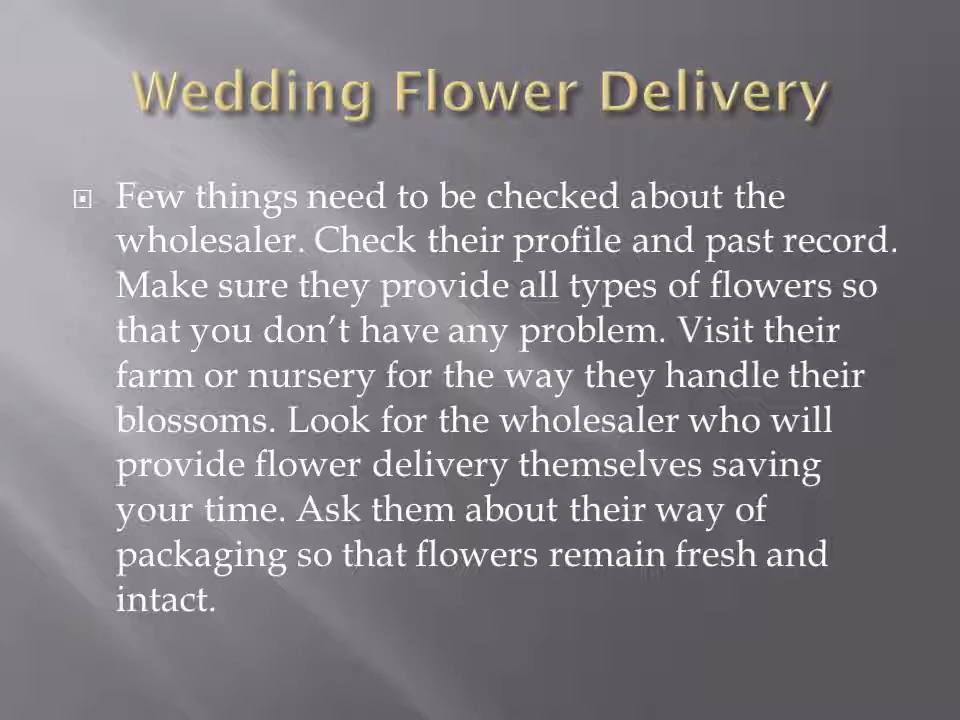 Wedding Flower Delivery
Few things need to be checked about the
wholesaler. Check their profile and past record.
Make sure they provide all types of flowers so
that you don’t have any problem. Visit their
farm or nursery for the way they handle their
blossoms. Look for the wholesaler who will
provide flower delivery themselves saving
your time. Ask them about their way of
packaging so that flowers remain fresh and
intact.